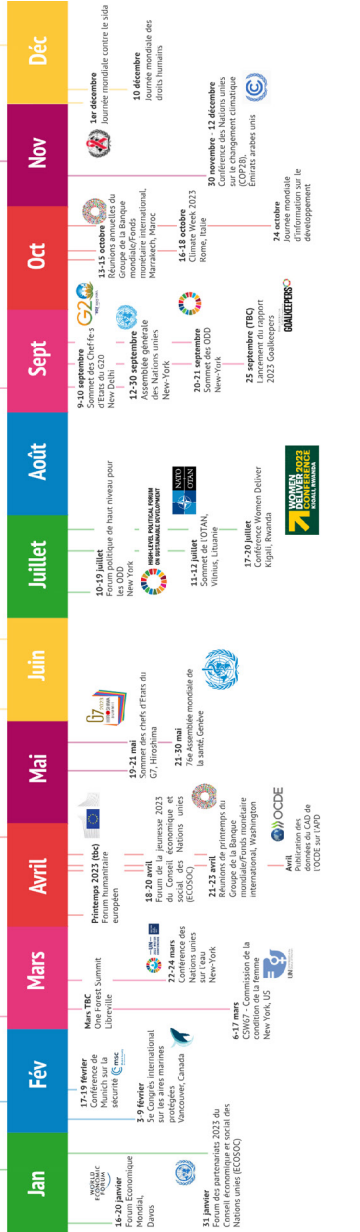 Jan
Fév
Mars
Avril
Mai
Juin
Juillet
Août
Sept
Oct
Nov
Déc
WORLD
ECONOMIC
FORUM
16-20 janvier
Forum Economique
Mondial,
Davos
31 janvier
Forum des partenariats 2023 du
Conseil économique et social des
Nations unies (ECOSOC)
17-19 février
Conférence de
Munich sur la
sécurité
msc
3-9 février
5e Congrès international
sur les aires marines
protégées
Vancouver, Canada
Mars TBC
One Forest Summit
Libreville
22-24 mars
Conférence des
Nations unies
sur l'eau
New-York
6-17 mars
CSW67 - Commission de la
condition de la femme
New York, US
Printemps 2023 (tbc)
Forum humanitaire
européen
18-20 avril
Forum de la jeunesse 2023
du Conseil économique et
social des Nations unies
(ECOSOC)
21-23 avril
Réunions de printemps du
Groupe de la Banque
mondiale/Fonds monétaire
international, Washington
Avril
Publication des
données du CAD de
l'OCDE sur l'APD
OCDE
19-21 mai
Sommet des chefs d'Etats du
G7, Hiroshima
21-30 mai
76e Assemblée mondiale de
la santé, Genève
10-19 juillet
Forum politique de haut niveau pour
les ODD
New York
HIGH-LEVEL POLITICAL FORUM
ON SUSTAINABLE DEVELOPMENT
11-12 juillet
Sommet de l'OTAN,
Vilnius, Lituanie
NATO
OTAN
17-20 juillet
Conférence Women Deliver
Kigali, Rwanda
WOMEN
DELIVER 2023
CONFERENCE
KIGALI, RWANDA
9-10 septembre
Sommet des Chef·fe·s
d'Etats du G20
New Delhi
G20
12-30 septembre
Assemblée générale
des Nations unies
New-York
20-21 septembre
Sommet des ODD
New-York
25 septembre (TBC)
Lancement du rapport
2023 Goalkeepers
GOALKEEPERS
13-15 octobre
Réunions annuelles du
Groupe de la Banque
mondiale/Fonds
monétaire international,
Marrakech, Maroc
16-18 octobre
Climate Week 2023
Rome, Italie
24 octobre
Journée mondiale
d'information sur le
développement
30 novembre - 12 décembre
Conférence des Nations unies
sur le changement climatique
(COP28),
Émirats arabes unis
1er décembre
Journée mondiale contre le sida
10 décembre
Journée mondiale des
droits humains